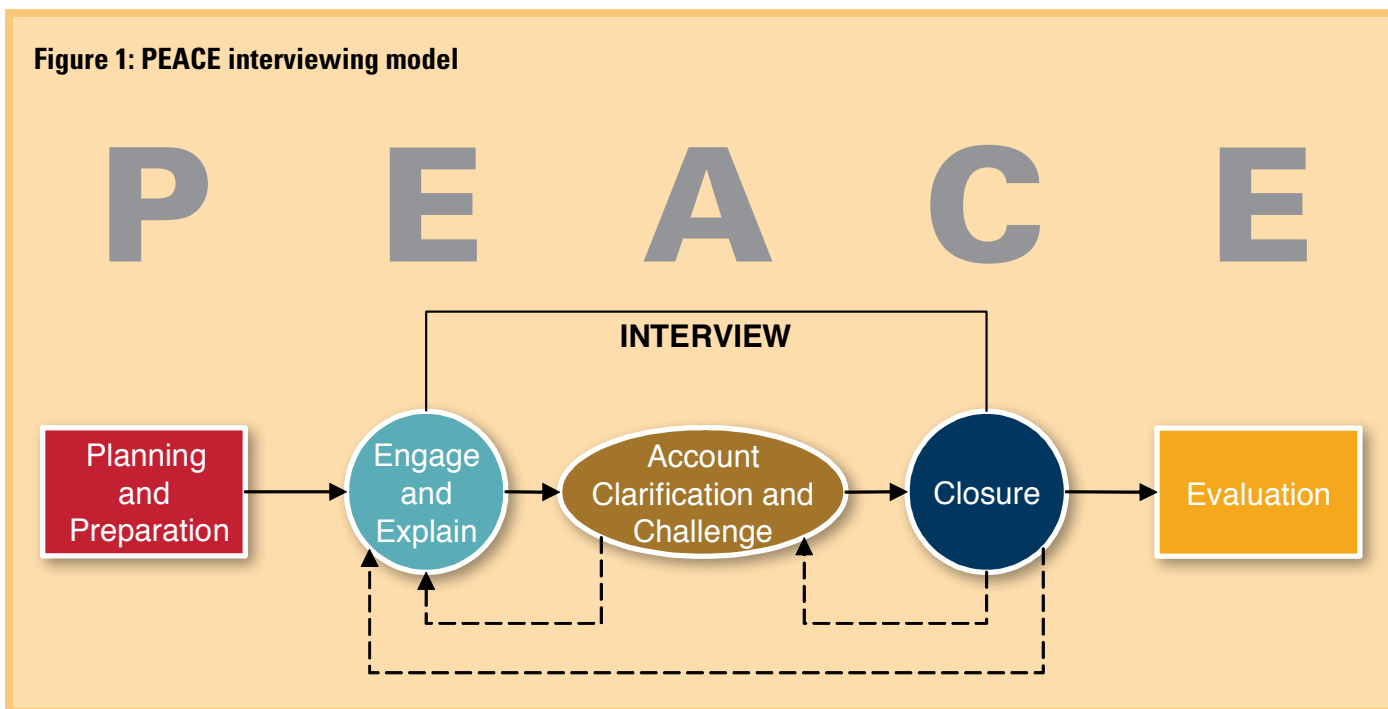 Figure 1: PEACE interviewing model
P E A C E
INTERVIEW
Planning
and
Preparation
Engage
and
Explain
Account
Clarification and
Challenge
Closure
Evaluation